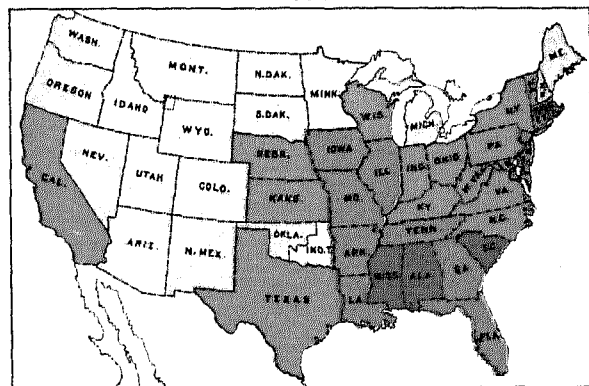 WASH.
MONT.
N.DAK.
MINN.
ME.
OREGON
IDAHO
S.DAK.
WIS.
MICH.
N.Y.
WYO.
NEBR.
IOWA
PA.
NEV.
UTAH
COLO.
ILL.
IND.
OHIO
CAL.
KANS.
MO.
KY.
VA.
TENN.
N.C.
ARIZ.
N.MEX.
OKLA.
IND.T.
ARK.
S.C.
TEXAS
LA.
MISS.
ALA.
GA.
FLA.